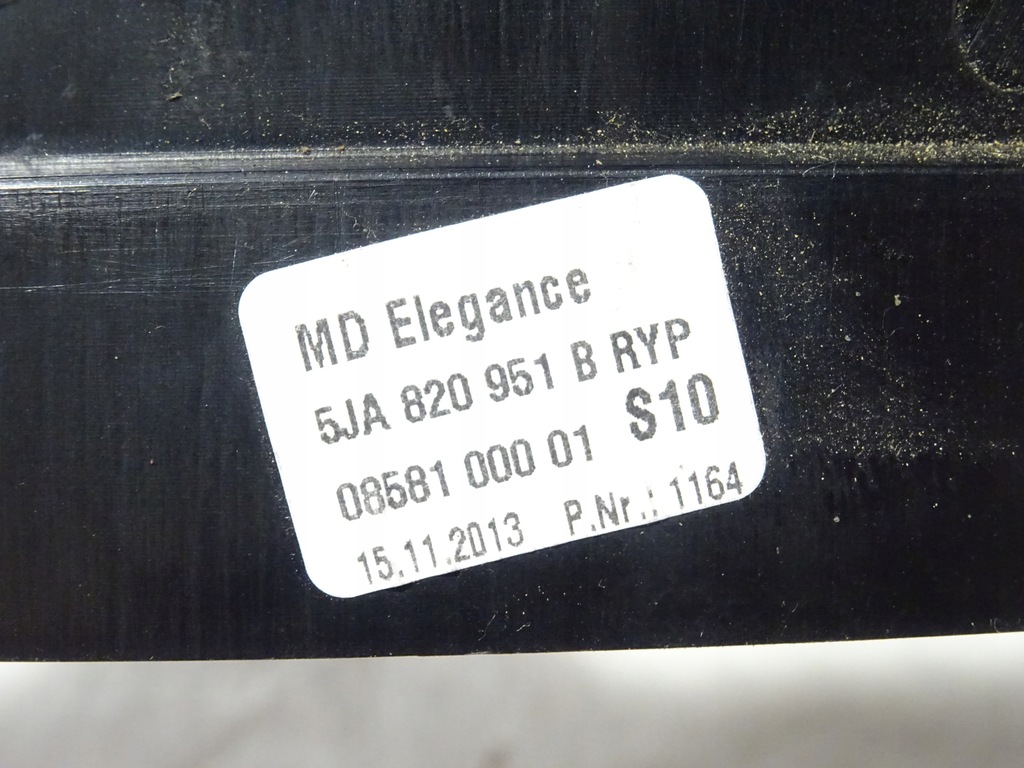 MD Elegance
5JA 820 951 B RYP
08581 000 01 S10
15.11.2013 P.Nr.: 1164